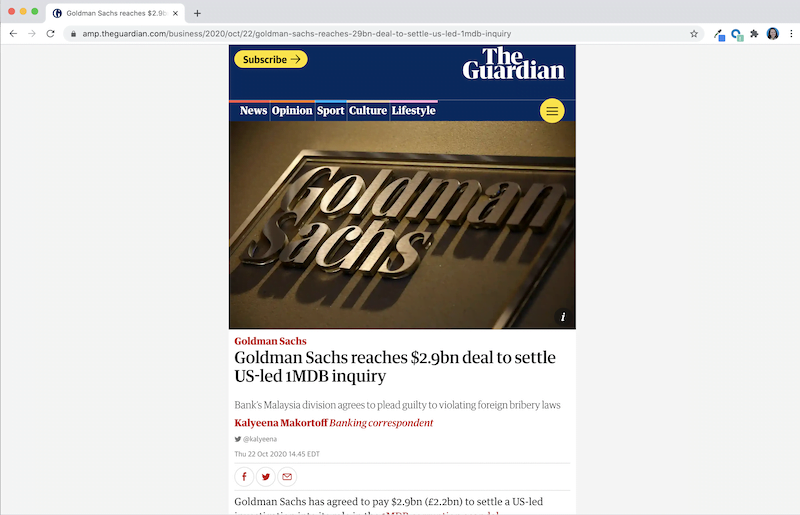 Goldman Sachs reaches $2.9b
amp.theguardian.com/business/2020/oct/22/goldman-sachs-reaches-29bn-deal-to-settle-us-led-1mdb-inquiry
Subscribe →
The
Guardian
News Opinion Sport Culture Lifestyle
Goldman
Sachs
i
Goldman Sachs
Goldman Sachs reaches $2.9bn deal to settle
US-led 1MDB inquiry
Bank's Malaysia division agrees to plead guilty to violating foreign bribery laws
Kalyeena Makortoff Banking correspondent
@kalyeena
Thu 22 Oct 2020 14.45 EDT
Goldman Sachs has agreed to pay $2.9bn (£2.2bn) to settle a US-led